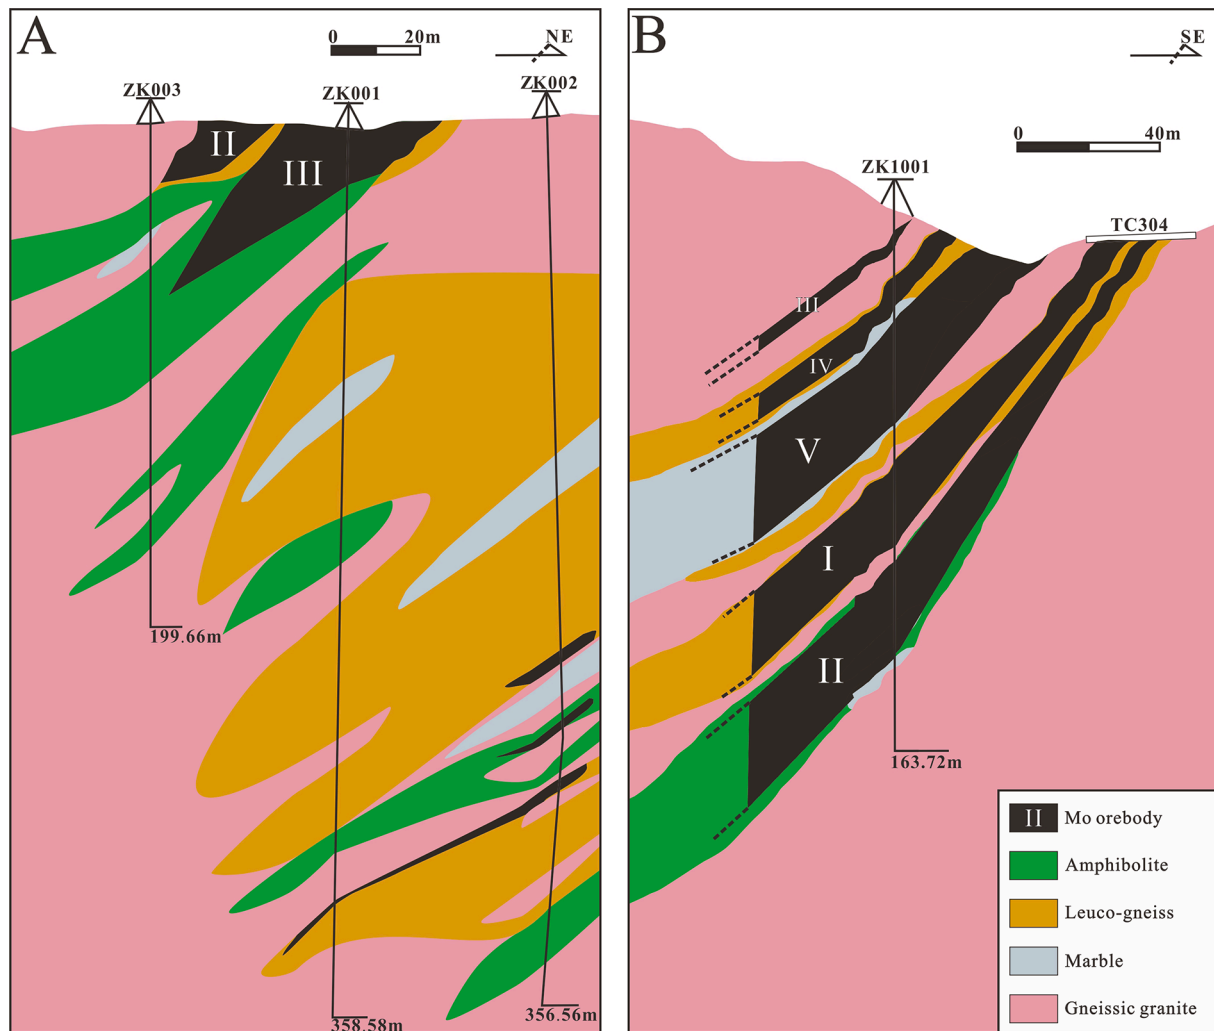 A
0 20m
NE
ZK003
ZK001
ZK002
II
III
199.66m
358.58m
356.56m
B
SE
0 40m
ZK1001
TC304
III
IV
V
I
II
163.72m
II Mo orebody
Amphibolite
Leuco-gneiss
Marble
Gneissic granite